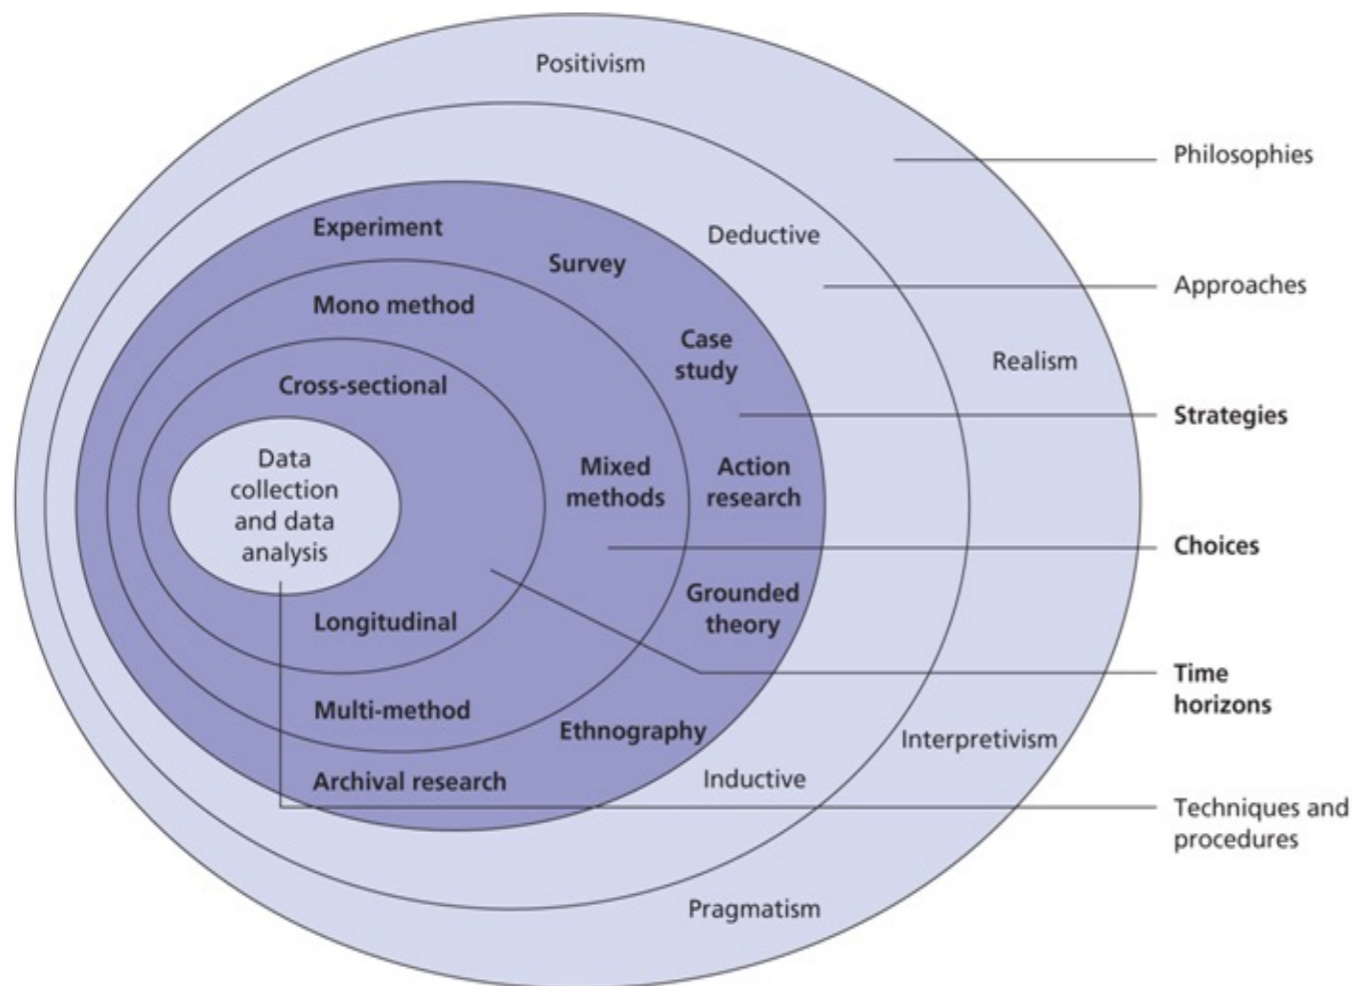 Positivism
Philosophies
Deductive
Approaches
Experiment
Survey
Mono method
Case
study
Realism
Cross-sectional
Strategies
Data
collection
and data
analysis
Mixed
methods
Action
research
Choices
Grounded
theory
Longitudinal
Time
horizons
Multi-method
Ethnography
Interpretivism
Archival research
Inductive
Techniques and
procedures
Pragmatism